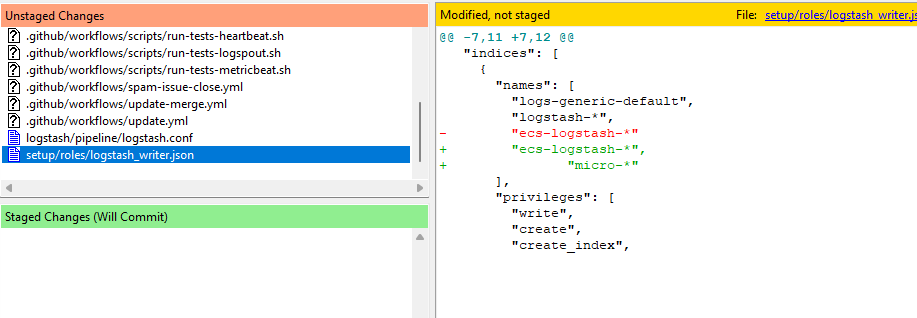 Unstaged Changes
.github/workflows/scripts/run-tests-heartbeat.sh
.github/workflows/scripts/run-tests-logspout.sh
.github/workflows/scripts/run-tests-metricbeat.sh
.github/workflows/spam-issue-close.yml
.github/workflows/update-merge.yml
.github/workflows/update.yml
logstash/pipeline/logstash.conf
setup/roles/logstash_writer.json
Staged Changes (Will Commit)
Modified, not staged File: setup/roles/logstash_writer.js
@@ -7,11 +7,12 @@
"indices": [
{
"names": [
"logs-generic-default",
"logstash-*",
- "ecs-logstash-*"
+ "ecs-logstash-*",
+ "micro-*"
],
"privileges": [
"write",
"create",
"create_index",